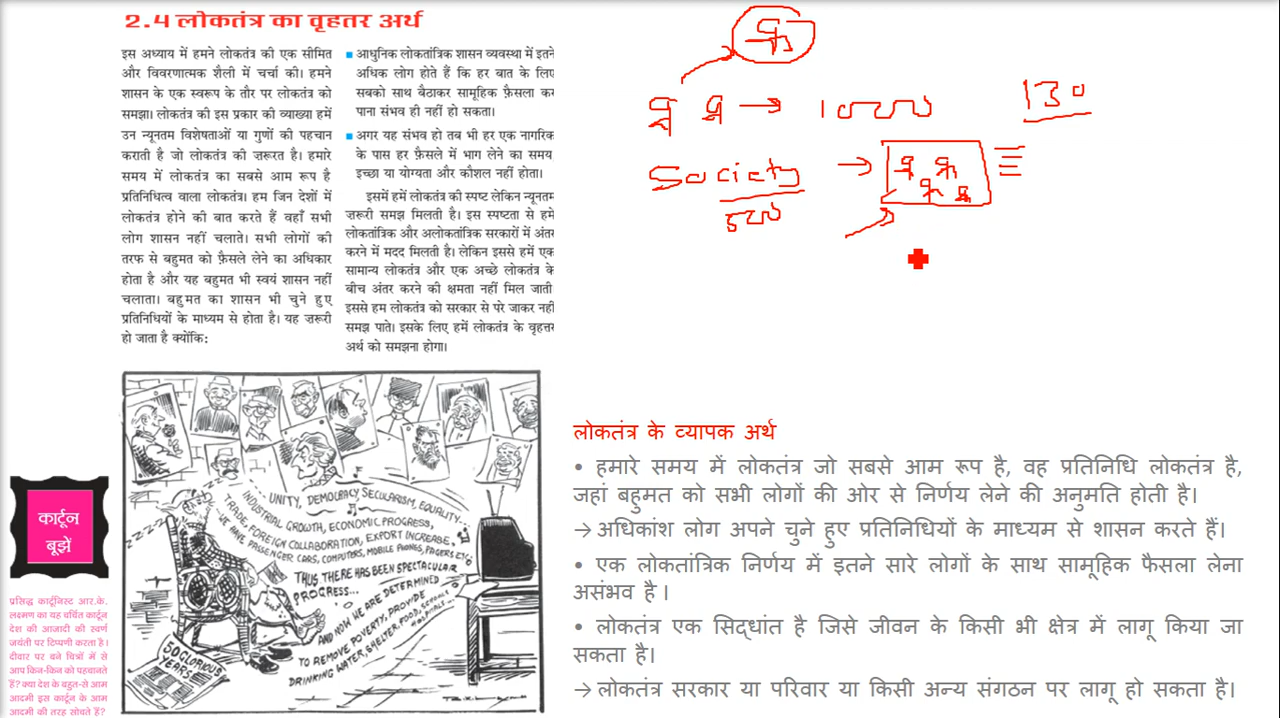 2.4 लोकतंत्र का वृहतर अर्थ
इस अध्याय में हमने लोकतंत्र की एक सीमित
और विवरणात्मक शैली में चर्चा की। हमने
शासन के एक स्वरूप के तौर पर लोकतंत्र को
समझा। लोकतंत्र की इस प्रकार की व्याख्या हमें
उन न्यूनतम विशेषताओं या गुणों की पहचान
कराती है जो लोकतंत्र की ज़रूरत है। हमारे
समय में लोकतंत्र का सबसे आम रूप है
प्रतिनिधित्व वाला लोकतंत्र। हम जिन देशों में
लोकतंत्र होने की बात करते हैं वहाँ सभी
लोग शासन नहीं चलाते। सभी लोगों की
तरफ से बहुमत को फ़ैसले लेने का अधिकार
होता है और यह बहुमत भी स्वयं शासन नहीं
चलाता। बहुमत का शासन भी चुने हुए
प्रतिनिधियों के माध्यम से होता है। यह ज़रूरी
हो जाता है क्योंकि:
आधुनिक लोकतांत्रिक शासन व्यवस्था में इतने
अधिक लोग होते हैं कि हर बात के लिए
सबको साथ बैठाकर सामूहिक फ़ैसला कर
पाना संभव ही नहीं हो सकता।
अगर यह संभव हो तब भी हर एक नागरिक
के पास हर फ़ैसले में भाग लेने का समय,
इच्छा या योग्यता और कौशल नहीं होता।
इसमें हमें लोकतंत्र की स्पष्ट लेकिन न्यूनतम
ज़रूरी समझ मिलती है। इस स्पष्टता से हमें
लोकतांत्रिक और अलोकतांत्रिक सरकारों में अंतर
करने में मदद मिलती है। लेकिन इससे हमें एक
सामान्य लोकतंत्र और एक अच्छे लोकतंत्र के
बीच अंतर करने की क्षमता नहीं मिल जाती।
इससे हम लोकतंत्र को सरकार से परे जाकर नहीं
समझ पाते। इसके लिए हमें लोकतंत्र के वृहत्तर
अर्थ को समझना होगा।
130
Society
UNITY, DEMOCRACY, SECULARISM, EQUALITY-
INDUSTRIAL GROWTH, ECONOMIC PROGRESS,
TRADE, FOREIGN COLLABORATION, EXPORT INCREASE,
WE HAVE PASSENGER CARS, COMPUTERS, MOBILE PHONES, PAGERS ETC.
THUS THERE HAS BEEN SPECTACULAR
PROGRESS...
AND NOW WE ARE DETERMINED
TO REMOVE POVERTY, PROVIDE
DRINKING WATER, SHELTER, FOOD, SCHOOLS
HOSPITALS...
50 GLORIOUS
YEARS
कार्टून
बूझें
प्रसिद्ध कार्टूनिस्ट आर.के.
लक्ष्मण का यह चर्चित कार्टून
देश की आजादी की स्वर्ण
जयंती पर टिप्पणी करता है।
दीवार पर बने चित्रों में से
आप किन-किन को पहचानते
हैं? क्या देश के बहुत-से आम
आदमी इस कार्टून के आम
आदमी की तरह सोचते हैं?
लोकतंत्र के व्यापक अर्थ
• हमारे समय में लोकतंत्र जो सबसे आम रूप है, वह प्रतिनिधि लोकतंत्र है,
जहां बहुमत को सभी लोगों की ओर से निर्णय लेने की अनुमति होती है।
→ अधिकांश लोग अपने चुने हुए प्रतिनिधियों के माध्यम से शासन करते हैं।
• एक लोकतांत्रिक निर्णय में इतने सारे लोगों के साथ सामूहिक फैसला लेना
असंभव है ।
• लोकतंत्र एक सिद्धांत है जिसे जीवन के किसी भी क्षेत्र में लागू किया जा
सकता है।
→ लोकतंत्र सरकार या परिवार या किसी अन्य संगठन पर लागू हो सकता है।